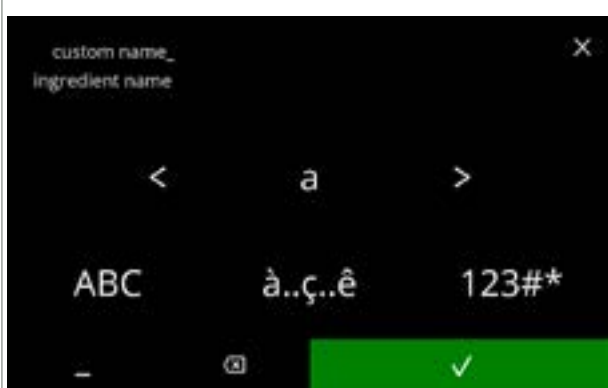 custom name_
ingredient name
< a >
ABC à..ç..ê 123#*
_